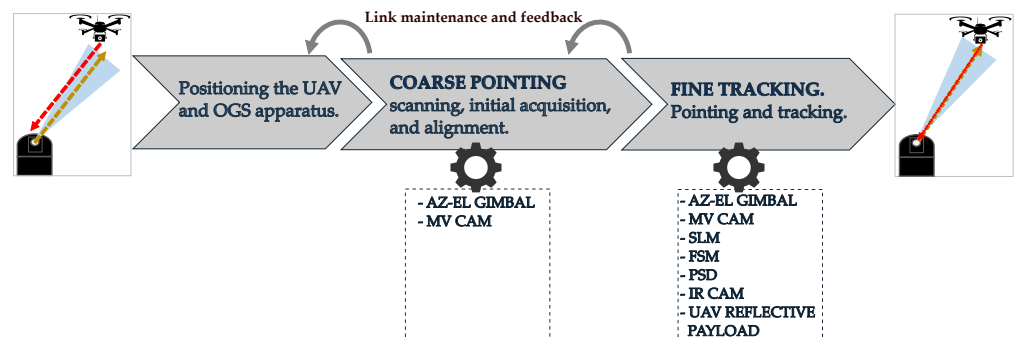 Link maintenance and feedback
Positioning the UAV
and OGS apparatus.
COARSE POINTING
scanning, initial acquisition,
and alignment.
FINE TRACKING.
Pointing and tracking.
- AZ-EL GIMBAL
- MV CAM
- AZ-EL GIMBAL
- MV CAM
- SLM
- FSM
- PSD
- IR CAM
- UAV REFLECTIVE
PAYLOAD